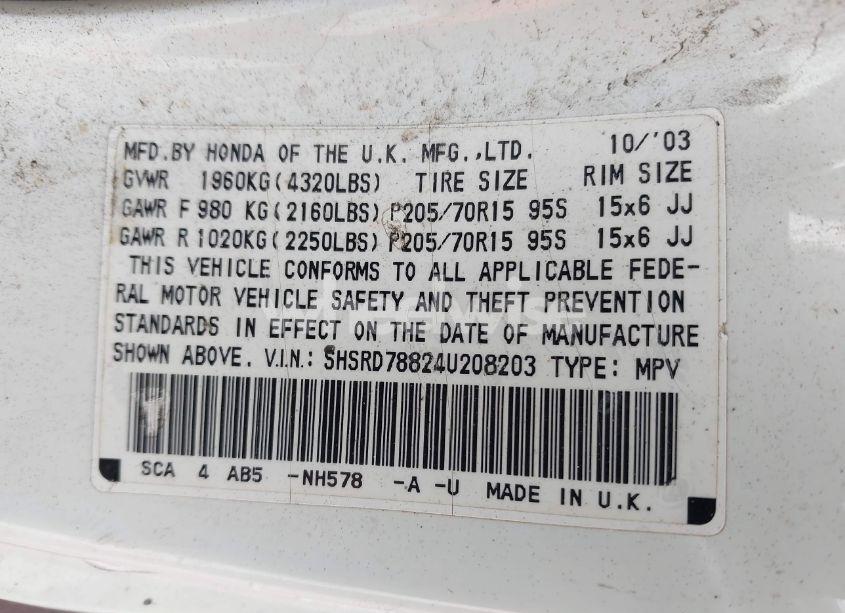 MFD.BY HONDA OF THE U.K. MFG.,LTD. 10/'03
GVWR 1960KG(4320LBS) TIRE SIZE RIM SIZE
GAWR F 980 KG(2160LBS) P205/70R15 95S 15x6 JJ
GAWR R 1020KG(2250LBS) P205/70R15 95S 15x6 JJ
THIS VEHICLE CONFORMS TO ALL APPLICABLE FEDE-
RAL MOTOR VEHICLE SAFETY AND THEFT PREVENTION
STANDARDS IN EFFECT ON THE DATE OF MANUFACTURE
SHOWN ABOVE. V.I.N.: SHSRD78824U208203 TYPE: MPV
SCA 4 AB5 -NH578 -A -U MADE IN U.K.